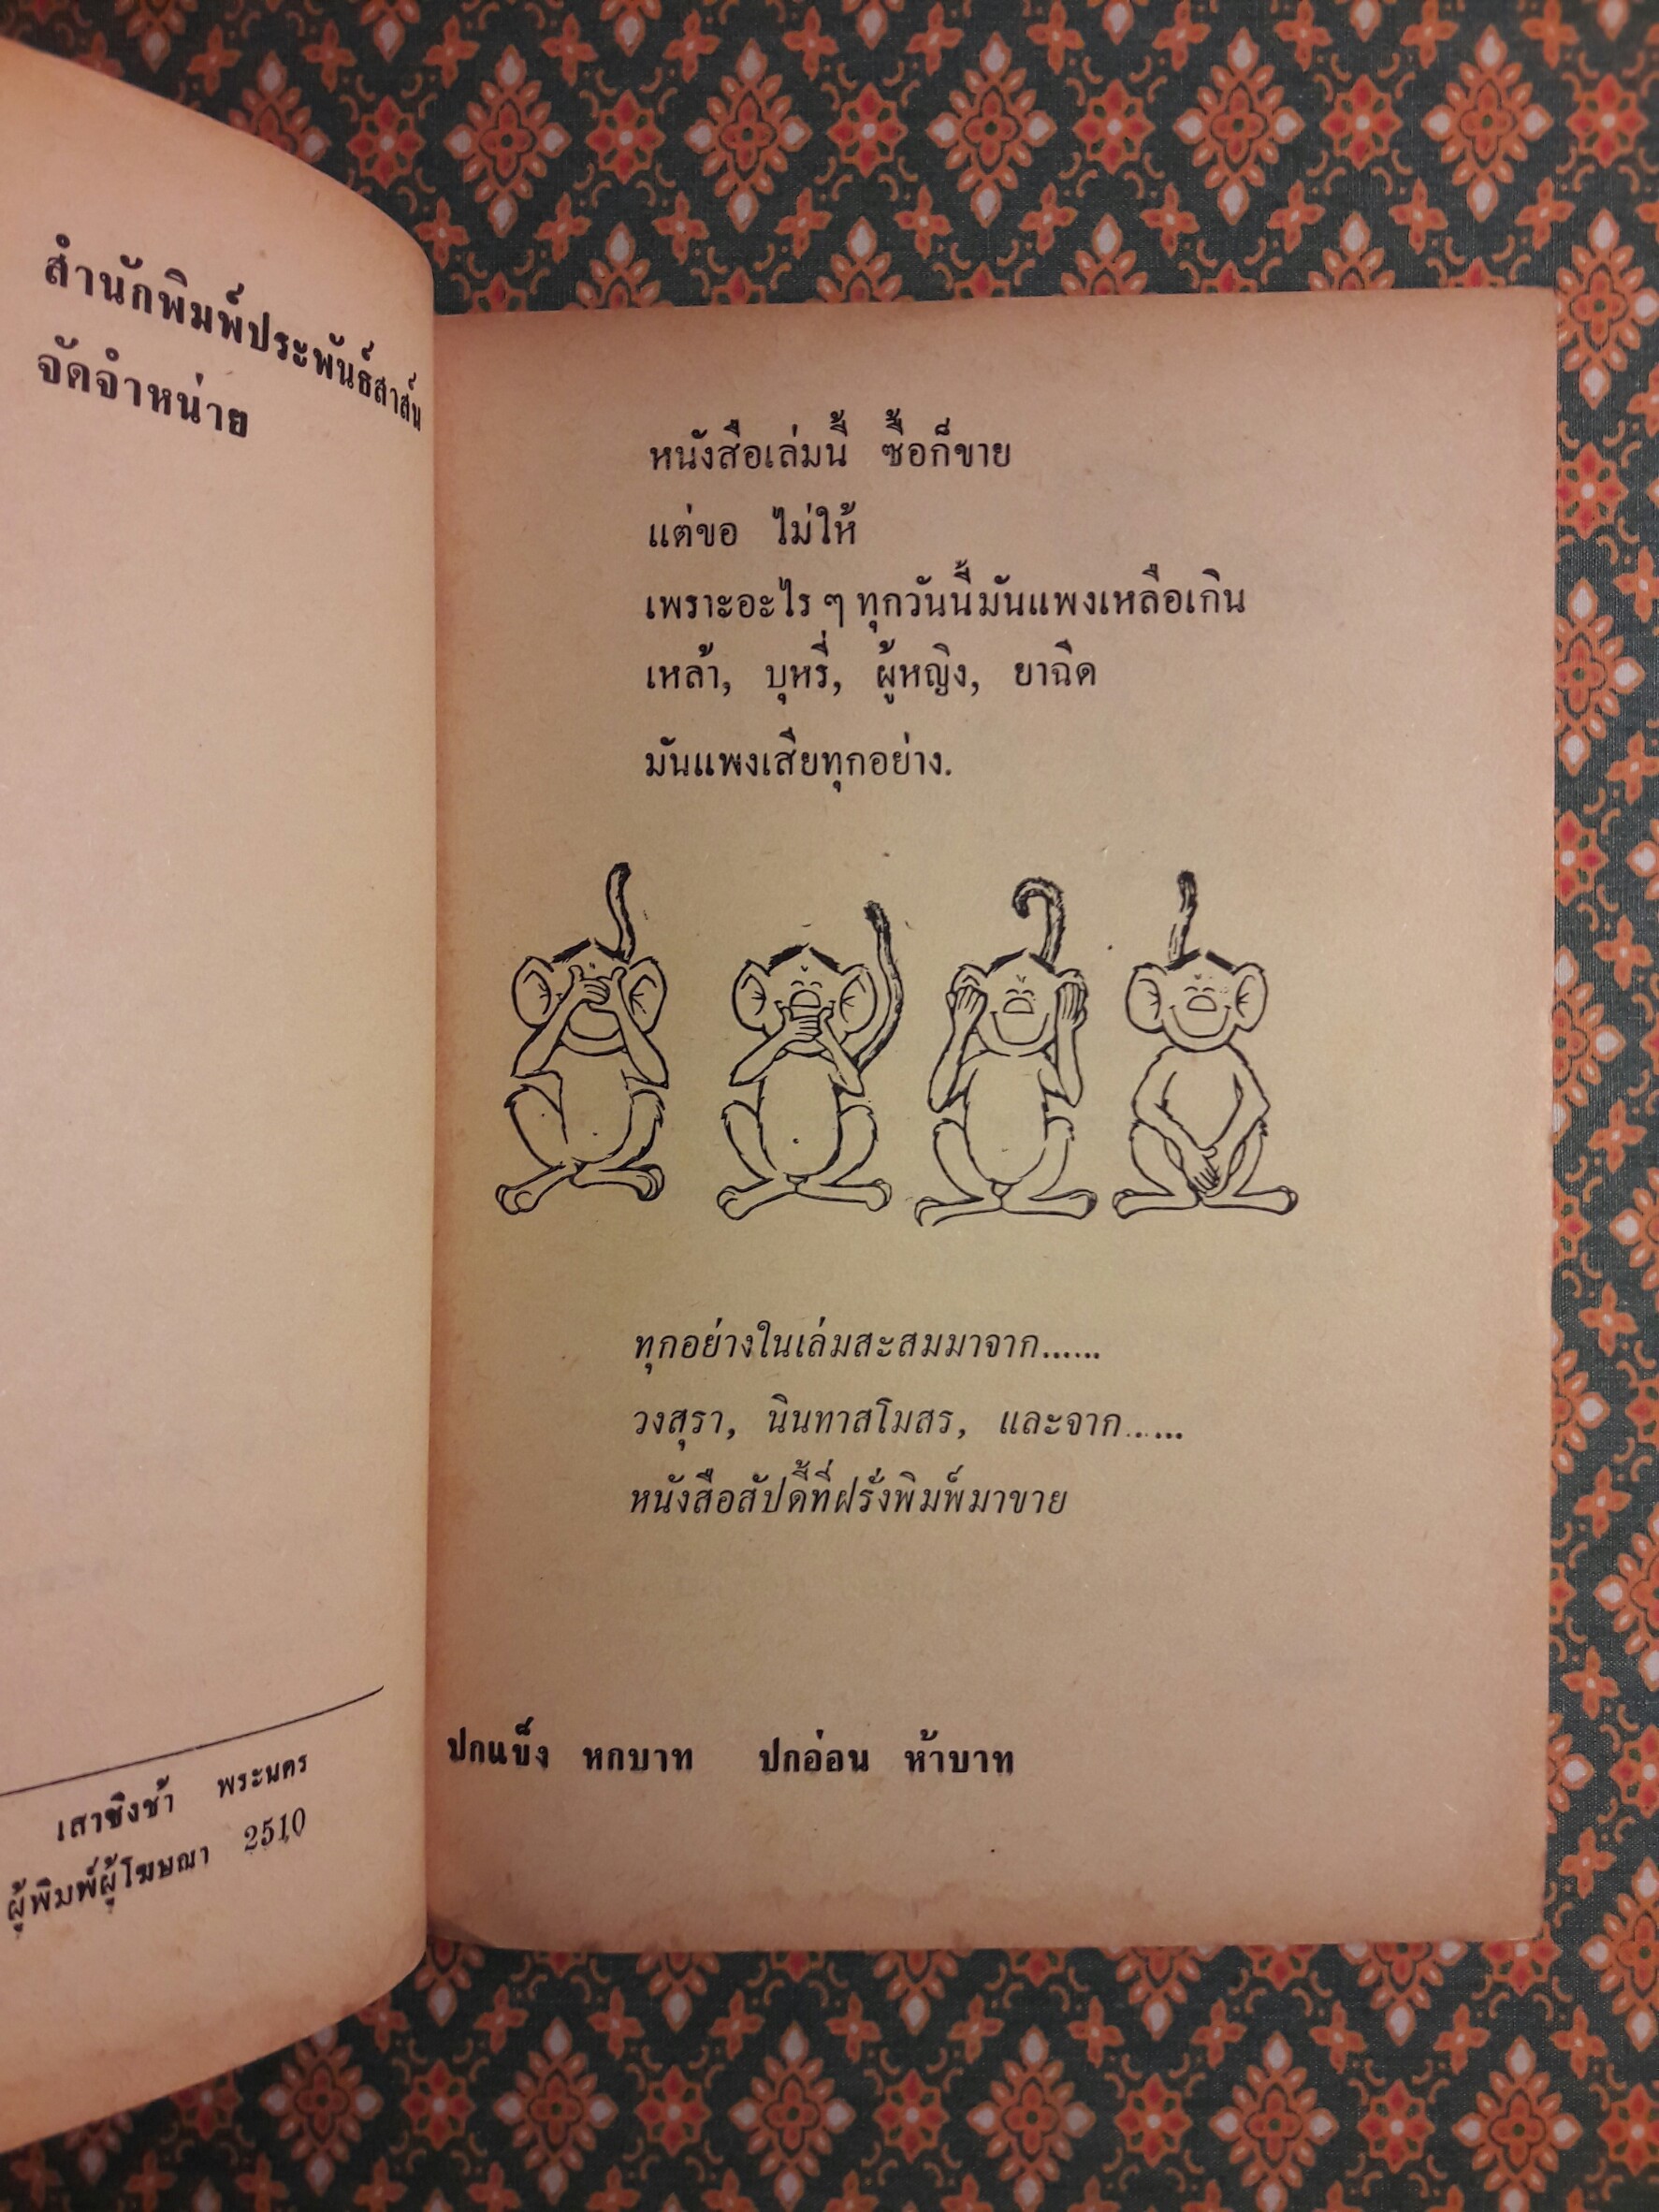 สำนักพิมพ์ประพันธ์สาส์น
จัดจำหน่าย
เสาชิงช้า พระนคร
ผู้พิมพ์ผู้โฆษณา 2510
หนังสือเล่มนี้ ซื้อก็ขาย
แต่ขอ ไม่ให้
เพราะอะไร ๆ ทุกวันนี้มันแพงเหลือเกิน
เหล้า, บุหรี่, ผู้หญิง, ยาฉีด
มันแพงเสียทุกอย่าง.
ทุกอย่างในเล่มสะสมมาจาก......
วงสุรา, นินทาสโมสร, และจาก......
หนังสือสัปดี้ที่ฝรั่งพิมพ์มาขาย
ปกแข็ง หกบาท ปกอ่อน ห้าบาท